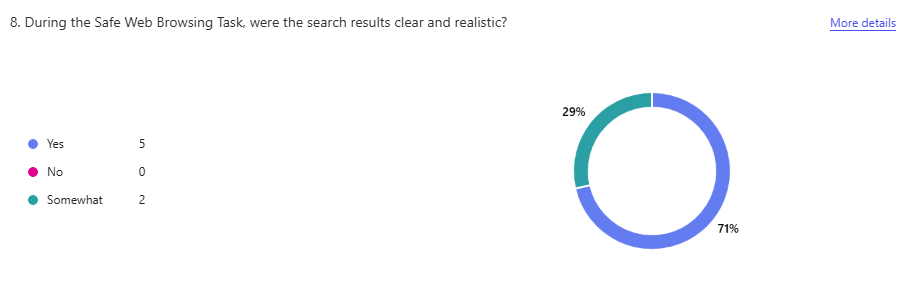 8. During the Safe Web Browsing Task, were the search results clear and realistic?
More details
29%
Yes 5
No 0
Somewhat 2
71%